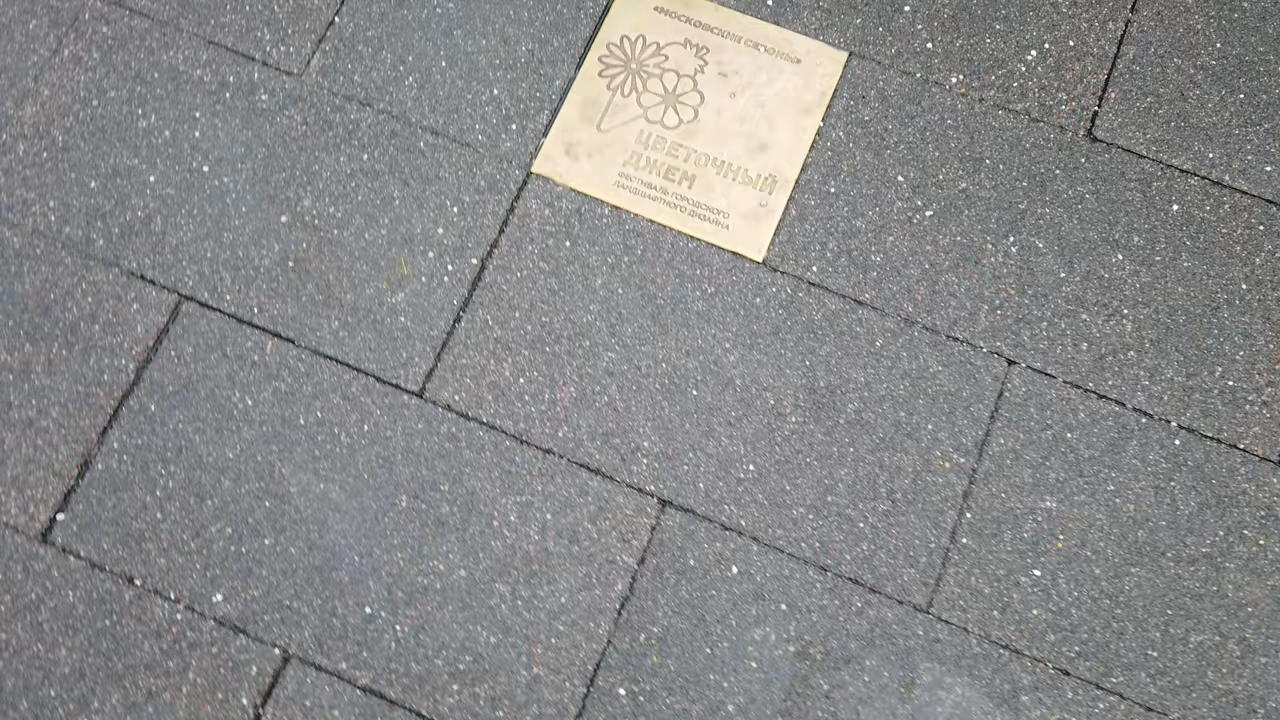 «МОСКОВСКИЕ СЕЗОНЫ»
ЦВЕТОЧНЫЙ
ДЖЕМ
ФЕСТИВАЛЬ ГОРОДСКОГО
ЛАНДШАФТНОГО ДИЗАЙНА